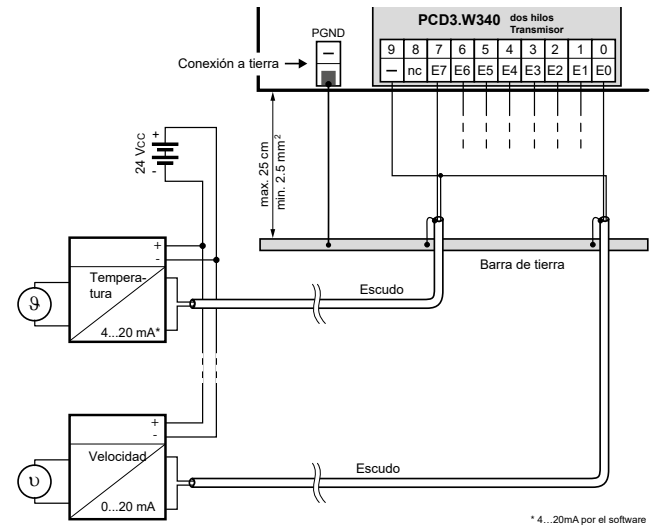 PCD3.W340 dos hilos
Transmisor
PGND
–
Conexión a tierra
9 8 7 6 5 4 3 2 1 0
– nc E7 E6 E5 E4 E3 E2 E1 E0
24 VCC
+
-
max. 25 cm
min. 2.5 mm²
Barra de tierra
+
-
Tempera-
tura
4...20 mA*
ϑ
Escudo
+
-
Velocidad
0...20 mA
υ
Escudo
* 4...20mA por el software